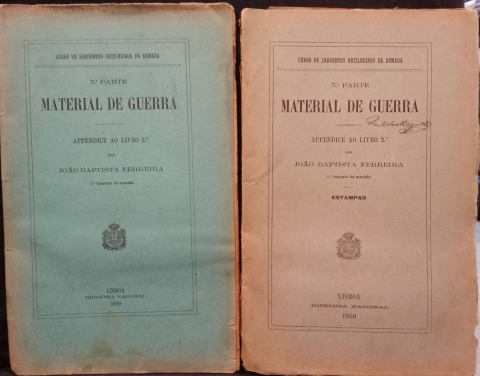 CURSO DE SARGENTOS ARTILHEIROS DA ARMADA
3.ª PARTE
MATERIAL DE GUERRA
APPENDICE AO LIVRO 3.º
POR
JOÃO BAPTISTA FERREIRA
1.º tenente da armada
LISBOA
IMPRENSA NACIONAL
CURSO DE SARGENTOS ARTILHEIROS DA ARMADA
3.ª PARTE
MATERIAL DE GUERRA
APPENDICE AO LIVRO 3.º
POR
JOÃO BAPTISTA FERREIRA
1.º tenente da armada
ESTAMPAS
LISBOA
IMPRENSA NACIONAL
1900